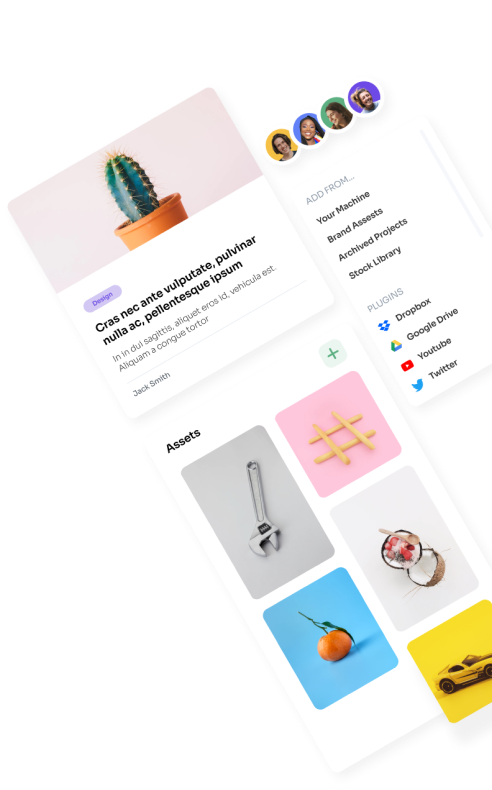 Design
Cras nec ante vulputate, pulvinar
nulla ac, pellentesque ipsum
In in dui sagittis, aliquet eros id, vehicula est.
Aliquam a congue tortor
Jack Smith
ADD FROM...
Your Machine
Brand Assests
Archived Projects
Stock Library
PLUGINS
Dropbox
Google Drive
Youtube
Twitter
Assets